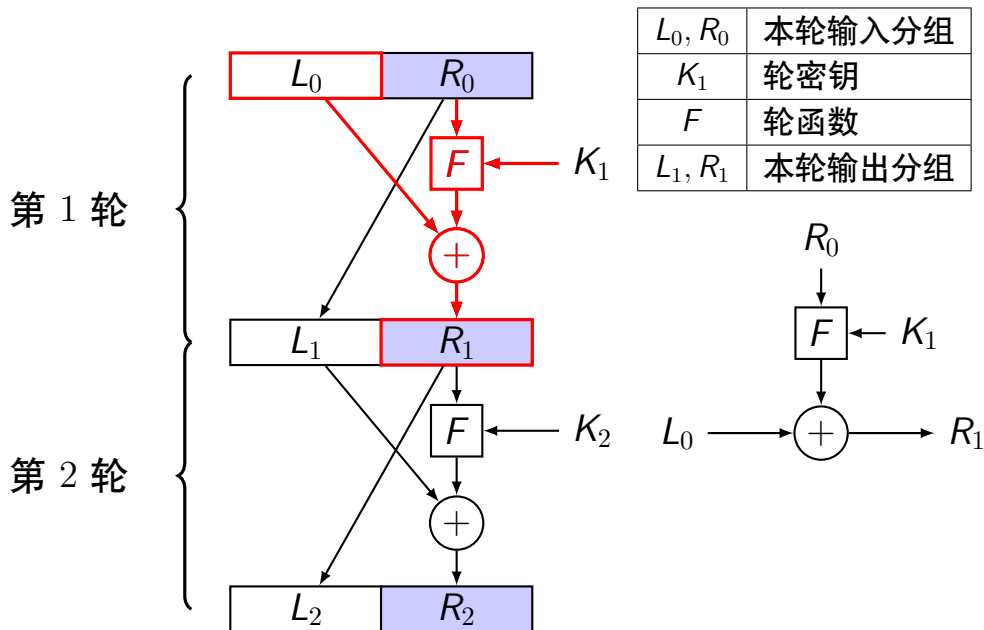 L₀ R₀
F K₁
+
第 1 轮
L₁ R₁
F K₂
第 2 轮
+
L₂ R₂
L₀, R₀ 本轮输入分组
K₁ 轮密钥
F 轮函数
L₁, R₁ 本轮输出分组
R₀
F K₁
L₀ + R₁